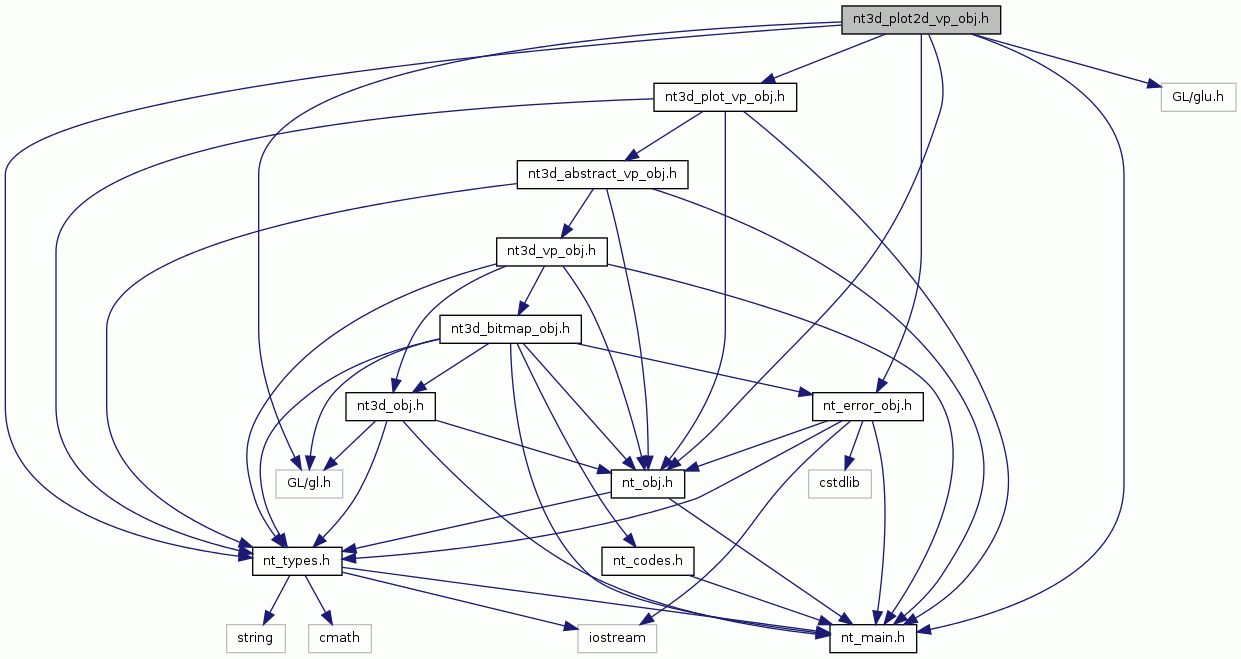 nt3d_plot2d_vp_obj.h
nt3d_plot_vp_obj.h
GL/glu.h
nt3d_abstract_vp_obj.h
nt3d_vp_obj.h
nt3d_bitmap_obj.h
nt3d_obj.h
nt_error_obj.h
GL/gl.h
nt_obj.h
cstdlib
nt_types.h
nt_codes.h
string
cmath
iostream
nt_main.h